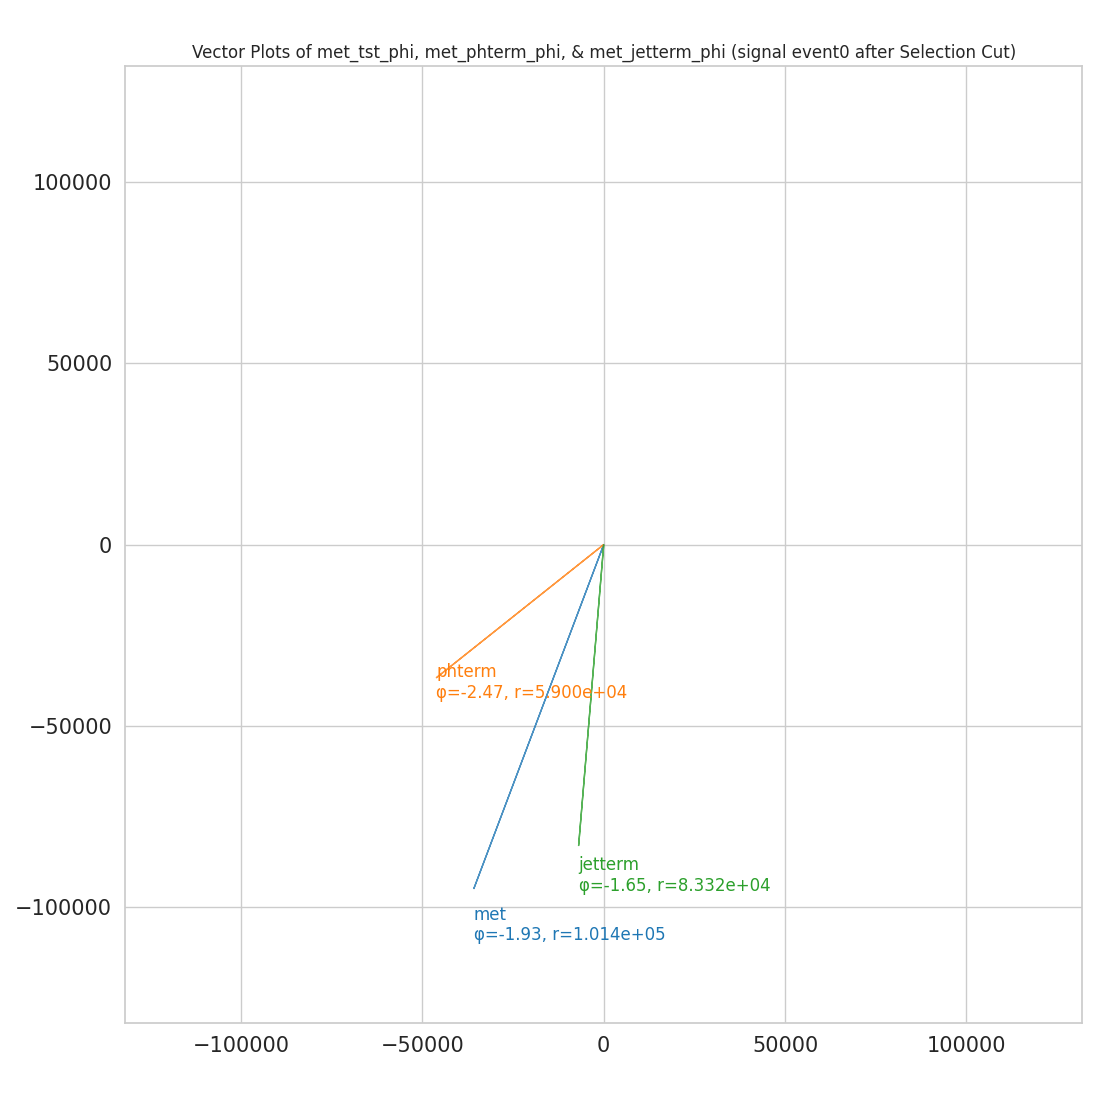 Vector Plots of met_tst_phi, met_phterm_phi, & met_jetterm_phi (signal event0 after Selection Cut)
100000
50000
0
−50000
−100000
phterm
φ=-2.47, r=5.900e+04
jetterm
φ=-1.65, r=8.332e+04
met
φ=-1.93, r=1.014e+05
−100000 −50000 0 50000 100000